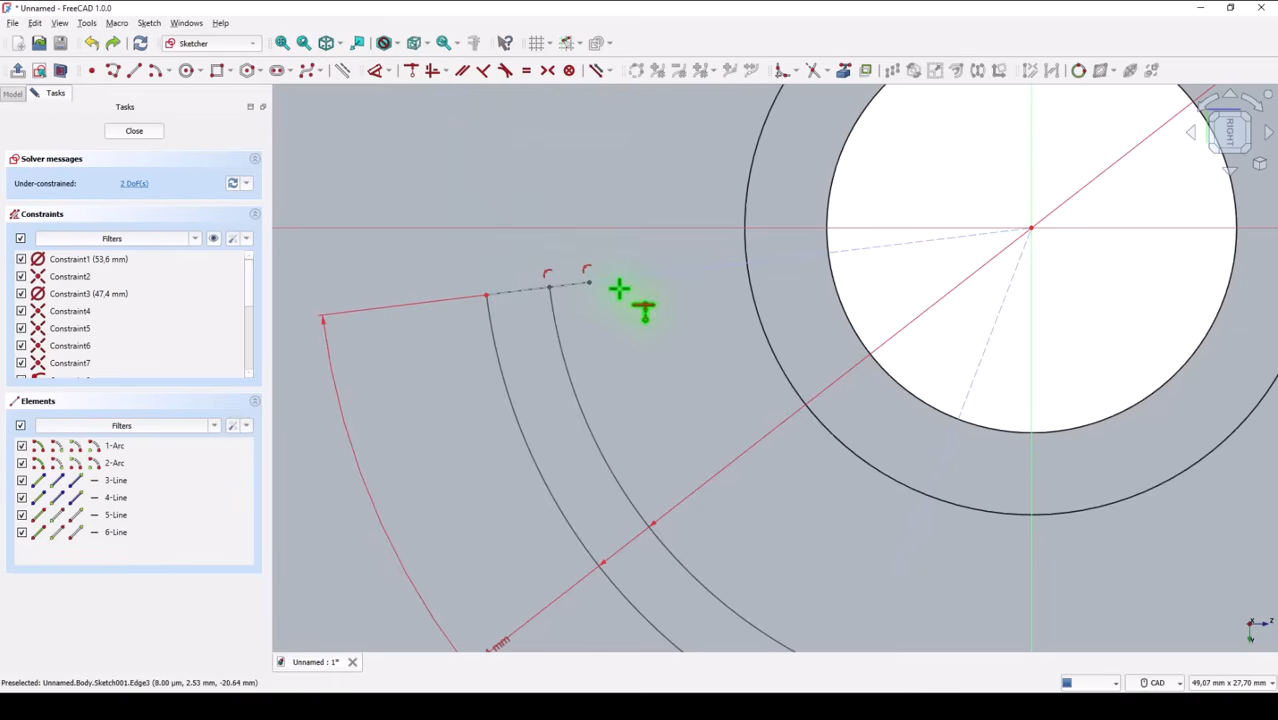 * Unnamed - FreeCAD 1.0.0
File Edit View Tools Macro Sketch Windows Help
Sketcher
Model Tasks
Tasks
Close
Solver messages
Under-constrained: 2 DoF(s)
Constraints
Filters
Constraint1 (53,6 mm)
Constraint2
Constraint3 (47,4 mm)
Constraint4
Constraint5
Constraint6
Constraint7
Elements
Filters
1-Arc
2-Arc
3-Line
4-Line
5-Line
6-Line
RIGHT
mm
X Z
Y
Unnamed : 1*
Preselected: Unnamed.Body.Sketch001.Edge3 (8.00 µm, 2.53 mm, -20.64 mm)
CAD
49,07 mm x 27,70 mm